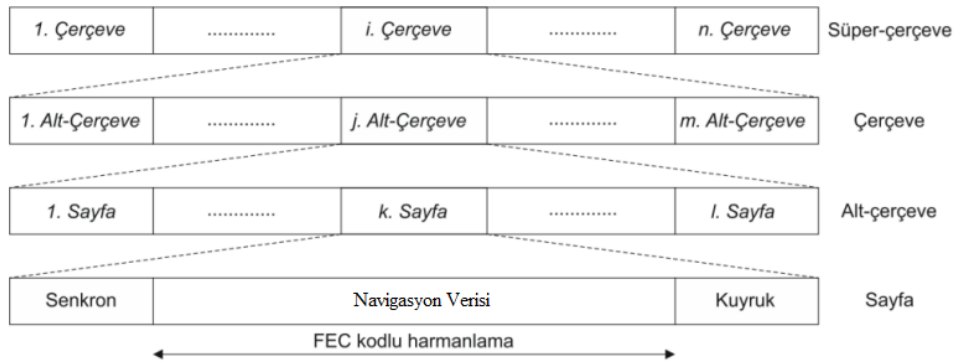 1. Çerçeve ............. i. Çerçeve ............. n. Çerçeve Süper-çerçeve
1. Alt-Çerçeve ............. j. Alt-Çerçeve ............. m. Alt-Çerçeve Çerçeve
1. Sayfa ............. k. Sayfa ............. l. Sayfa Alt-çerçeve
Senkron Navigasyon Verisi Kuyruk Sayfa
FEC kodlu harmanlama